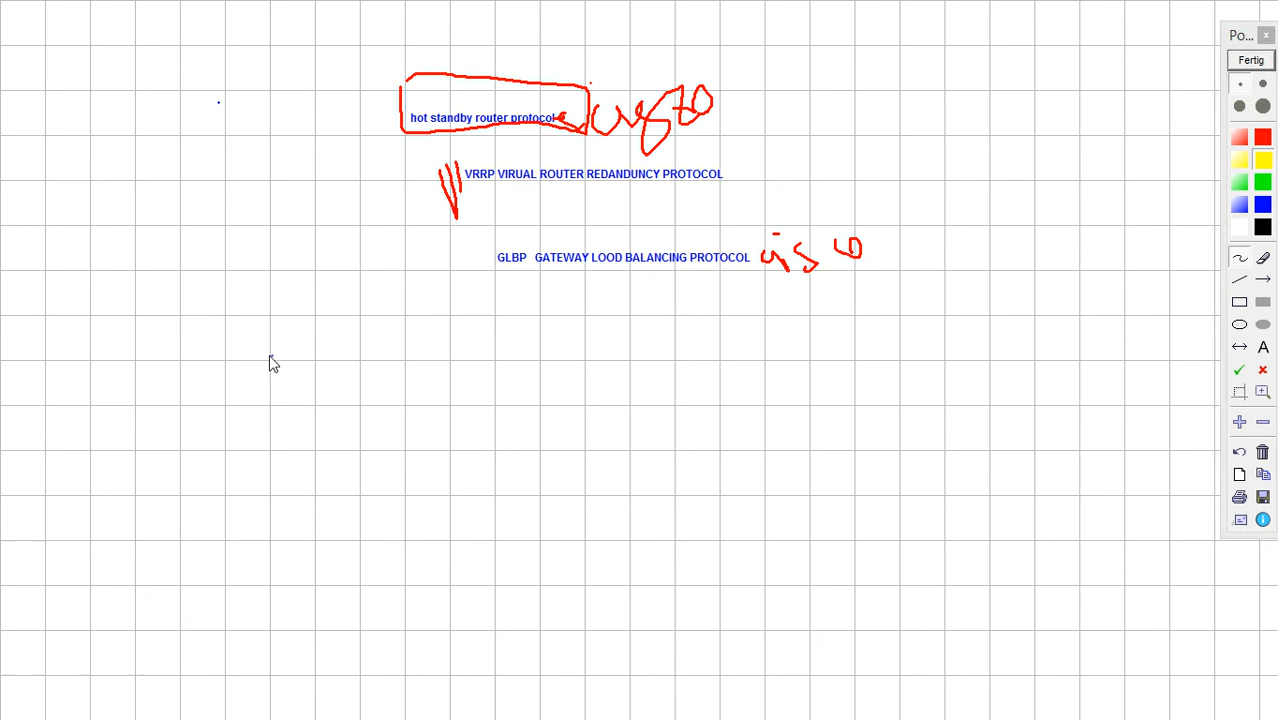 Po...
Fertig
hot standby router protocol
VRRP VIRUAL ROUTER REDANDUNCY PROTOCOL
GLBP GATEWAY LOOD BALANCING PROTOCOL
A